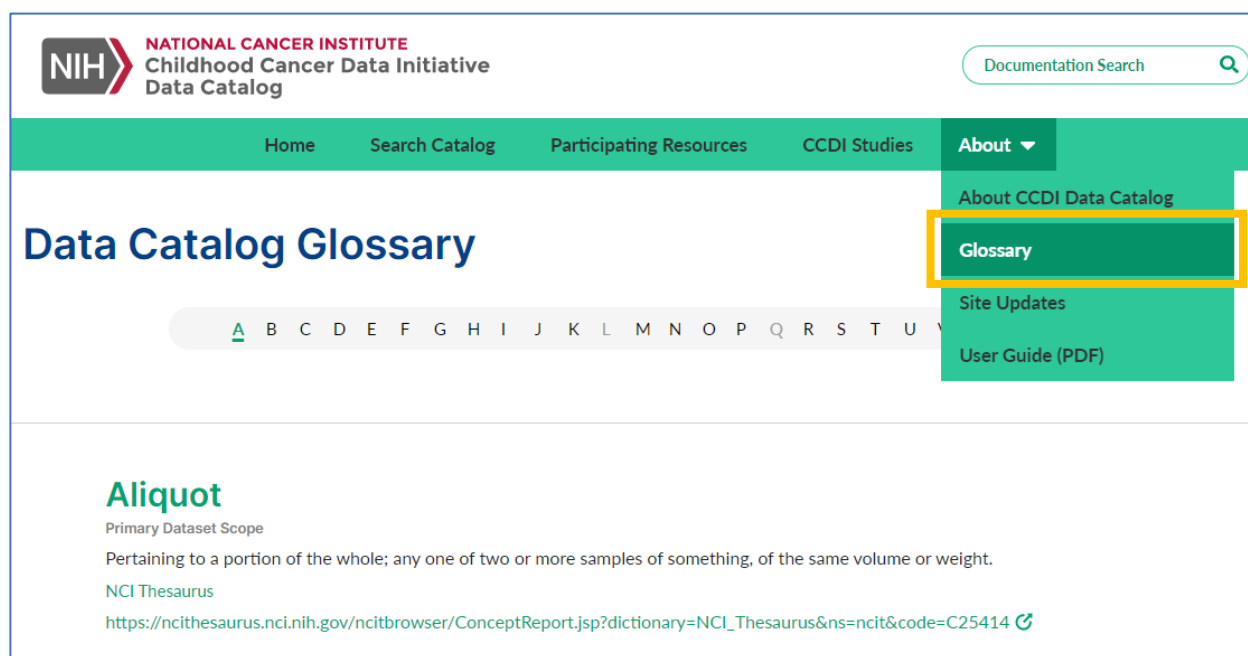 NIH
NATIONAL CANCER INSTITUTE
Childhood Cancer Data Initiative
Data Catalog
Documentation Search
Home Search Catalog Participating Resources CCDI Studies About
About CCDI Data Catalog
Glossary
Site Updates
User Guide (PDF)
Data Catalog Glossary
A B C D E F G H I J K L M N O P Q R S T U
Aliquot
Primary Dataset Scope
Pertaining to a portion of the whole; any one of two or more samples of something, of the same volume or weight.
NCI Thesaurus
https://ncithesaurus.nci.nih.gov/ncitbrowser/ConceptReport.jsp?dictionary=NCI_Thesaurus&ns=ncit&code=C25414